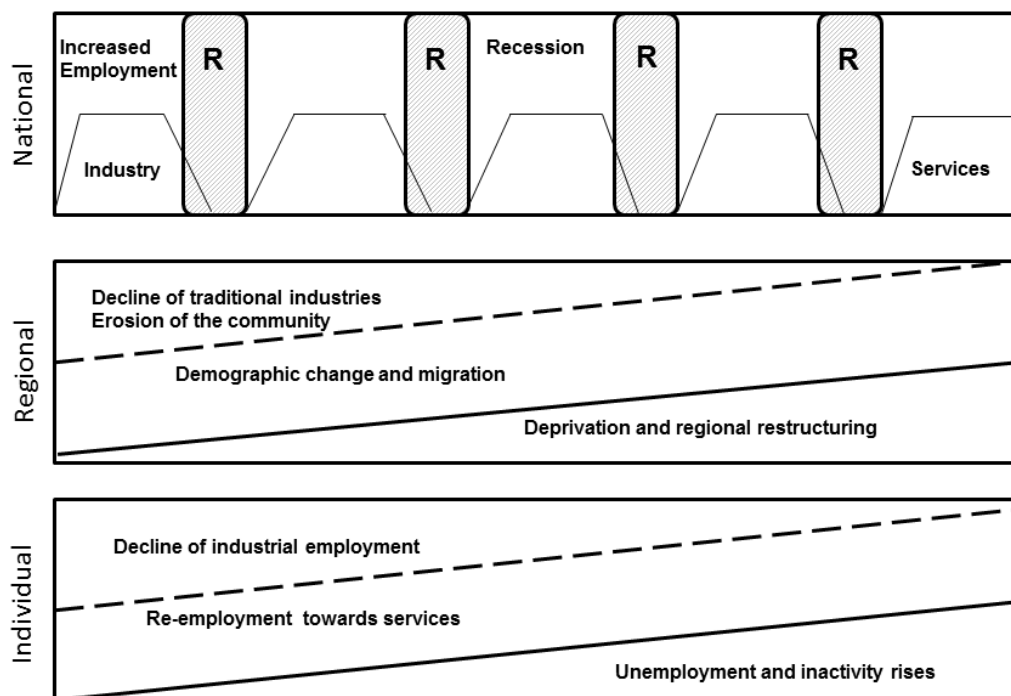 National
Increased
Employment
R
R
Recession
R
R
Industry
Services
Regional
Decline of traditional industries
Erosion of the community
Demographic change and migration
Deprivation and regional restructuring
Individual
Decline of industrial employment
Re-employment towards services
Unemployment and inactivity rises